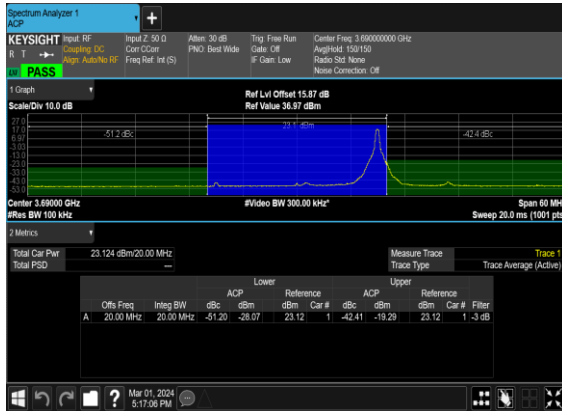 Spectrum Analyzer 1
ACP
+
KEYSIGHT Input: RF Input Z: 50 Ω Atten: 30 dB Trig: Free Run Center Freq: 3.690000000 GHz
R T Coupling: DC Corr CCorr PNO: Best Wide Gate: Off Avg|Hold: 150/150
Align: Auto/No RF Freq Ref: Int (S) IF Gain: Low Radio Std: None
PASS Noise Correction: Off
1 Graph
Scale/Div 10.0 dB Ref Lvl Offset 15.87 dB
Ref Value 36.97 dBm
27.0
17.0
6.97
-3.03
-13.0
-23.0
-33.0
-43.0
-53.0
-51.2 dBc 23.1 dBm -42.4 dBc
Center 3.69000 GHz #Video BW 300.00 kHz* Span 60 MH
#Res BW 100 kHz Sweep 20.0 ms (1001 pts
2 Metrics
Total Car Pwr 23.124 dBm/20.00 MHz Measure Trace Trace 1
Total PSD --- Trace Type Trace Average (Active)
Lower Upper
ACP Reference ACP Reference
Offs Freq Integ BW dBc dBm dBm Car # dBc dBm dBm Car # Filter
A 20.00 MHz 20.00 MHz -51.20 -28.07 23.12 1 -42.41 -19.29 23.12 1 -3 dB
? Mar 01, 2024
5:17:06 PM